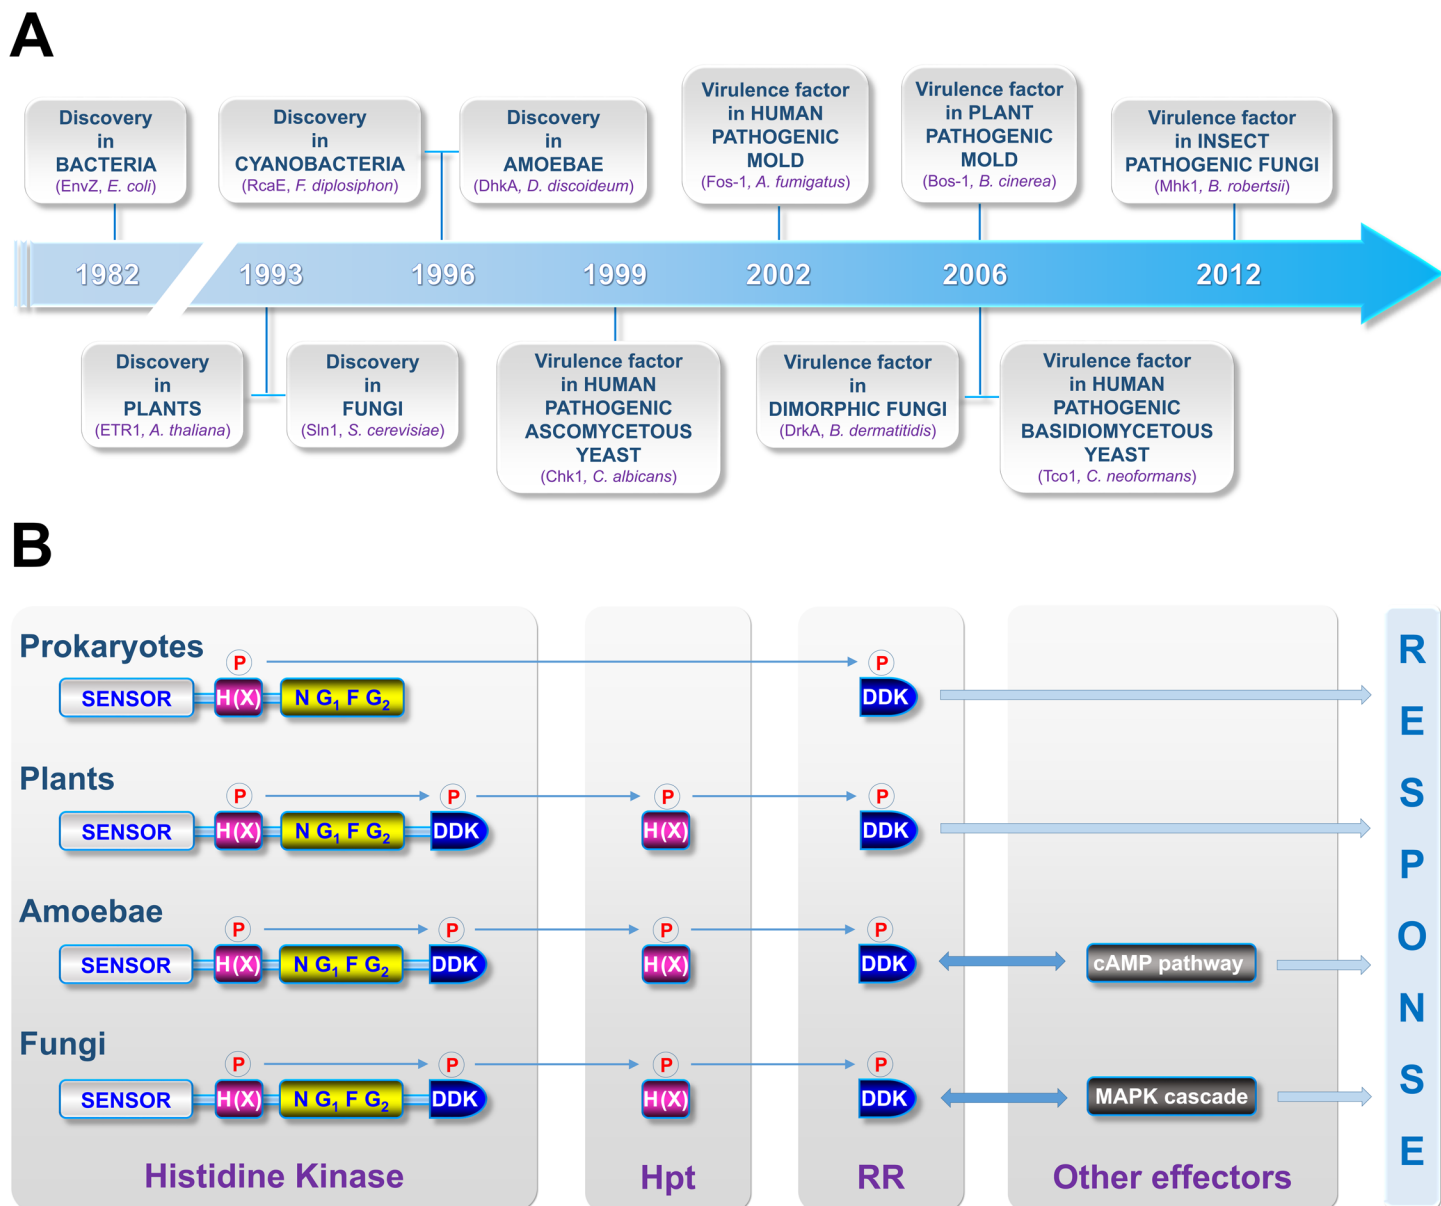 A
Discovery
in
BACTERIA
(EnvZ, E. coli)
Discovery
in
CYANOBACTERIA
(RcaE, F. diplosiphon)
Discovery
in
AMOEBAE
(DhkA, D. discoideum)
Virulence factor
in HUMAN
PATHOGENIC
MOLD
(Fos-1, A. fumigatus)
Virulence factor
in PLANT
PATHOGENIC
MOLD
(Bos-1, B. cinerea)
Virulence factor
in INSECT
PATHOGENIC FUNGI
(Mhk1, B. robertsii)
1982 1993 1996 1999 2002 2006 2012
Discovery
in
PLANTS
(ETR1, A. thaliana)
Discovery
in
FUNGI
(Sln1, S. cerevisiae)
Virulence factor
in HUMAN
PATHOGENIC
ASCOMYCETOUS
YEAST
(Chk1, C. albicans)
Virulence factor
in
DIMORPHIC FUNGI
(DrkA, B. dermatitidis)
Virulence factor
in HUMAN
PATHOGENIC
BASIDIOMYCETOUS
YEAST
(Tco1, C. neoformans)
B
Prokaryotes
P P
SENSOR H(X) N G1 F G2 DDK
Plants
P P P P
SENSOR H(X) N G1 F G2 DDK H(X) DDK
Amoebae
P P P P
SENSOR H(X) N G1 F G2 DDK H(X) DDK cAMP pathway
Fungi
P P P P
SENSOR H(X) N G1 F G2 DDK H(X) DDK MAPK cascade
Histidine Kinase Hpt RR Other effectors
R
E
S
P
O
N
S
E